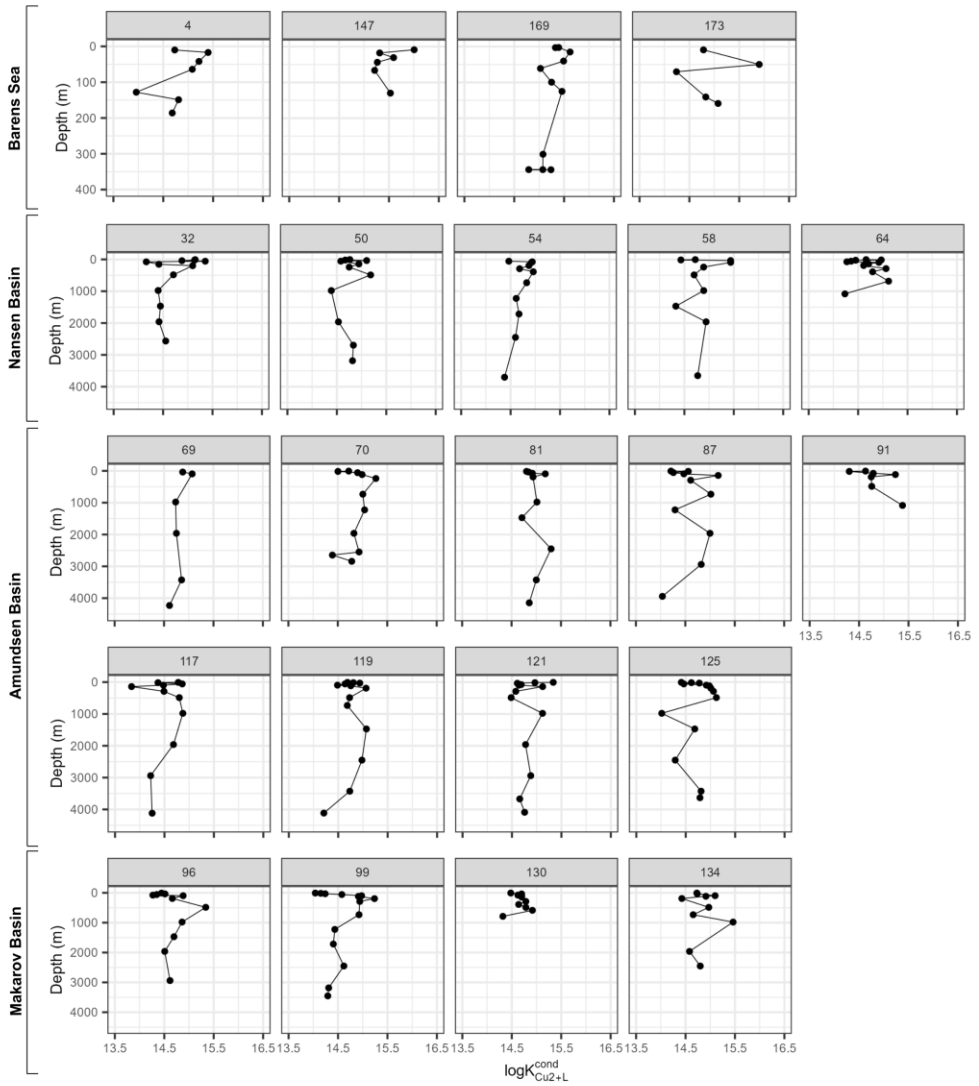 Barens Sea
4 147 169 173
Depth (m)
0
100
200
300
400
Nansen Basin
32 50 54 58 64
Depth (m)
0
1000
2000
3000
4000
Amundsen Basin
69 70 81 87 91
Depth (m)
0
1000
2000
3000
4000
13.5 14.5 15.5 16.5
117 119 121 125
Depth (m)
0
1000
2000
3000
4000
Makarov Basin
96 99 130 134
Depth (m)
0
1000
2000
3000
4000
13.5 14.5 15.5 16.5 13.5 14.5 15.5 16.5 13.5 14.5 15.5 16.5 13.5 14.5 15.5 16.5
logK cond Cu2+L